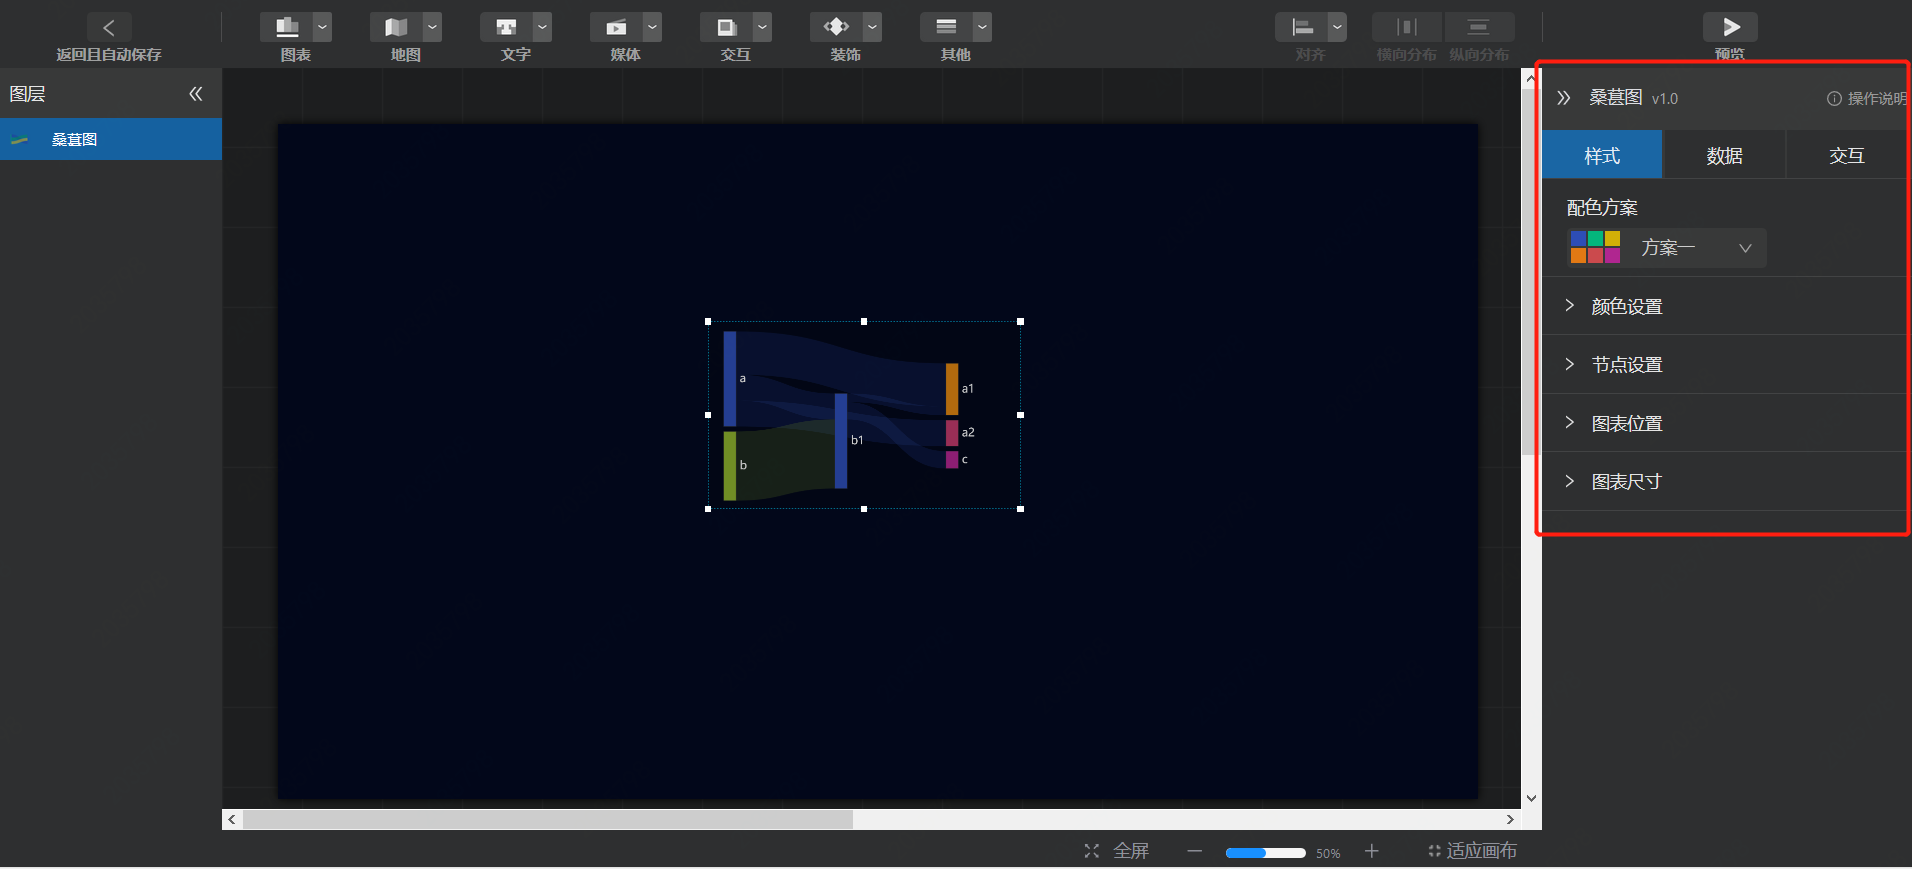 返回且自动保存
图表
地图
文字
媒体
交互
装饰
其他
对齐
横向分布
纵向分布
预览
图层
桑葚图
桑葚图 v1.0
操作说明
样式
数据
交互
配色方案
方案一
颜色设置
节点设置
图表位置
图表尺寸
a
b
b1
a1
a2
c
全屏
50%
适应画布